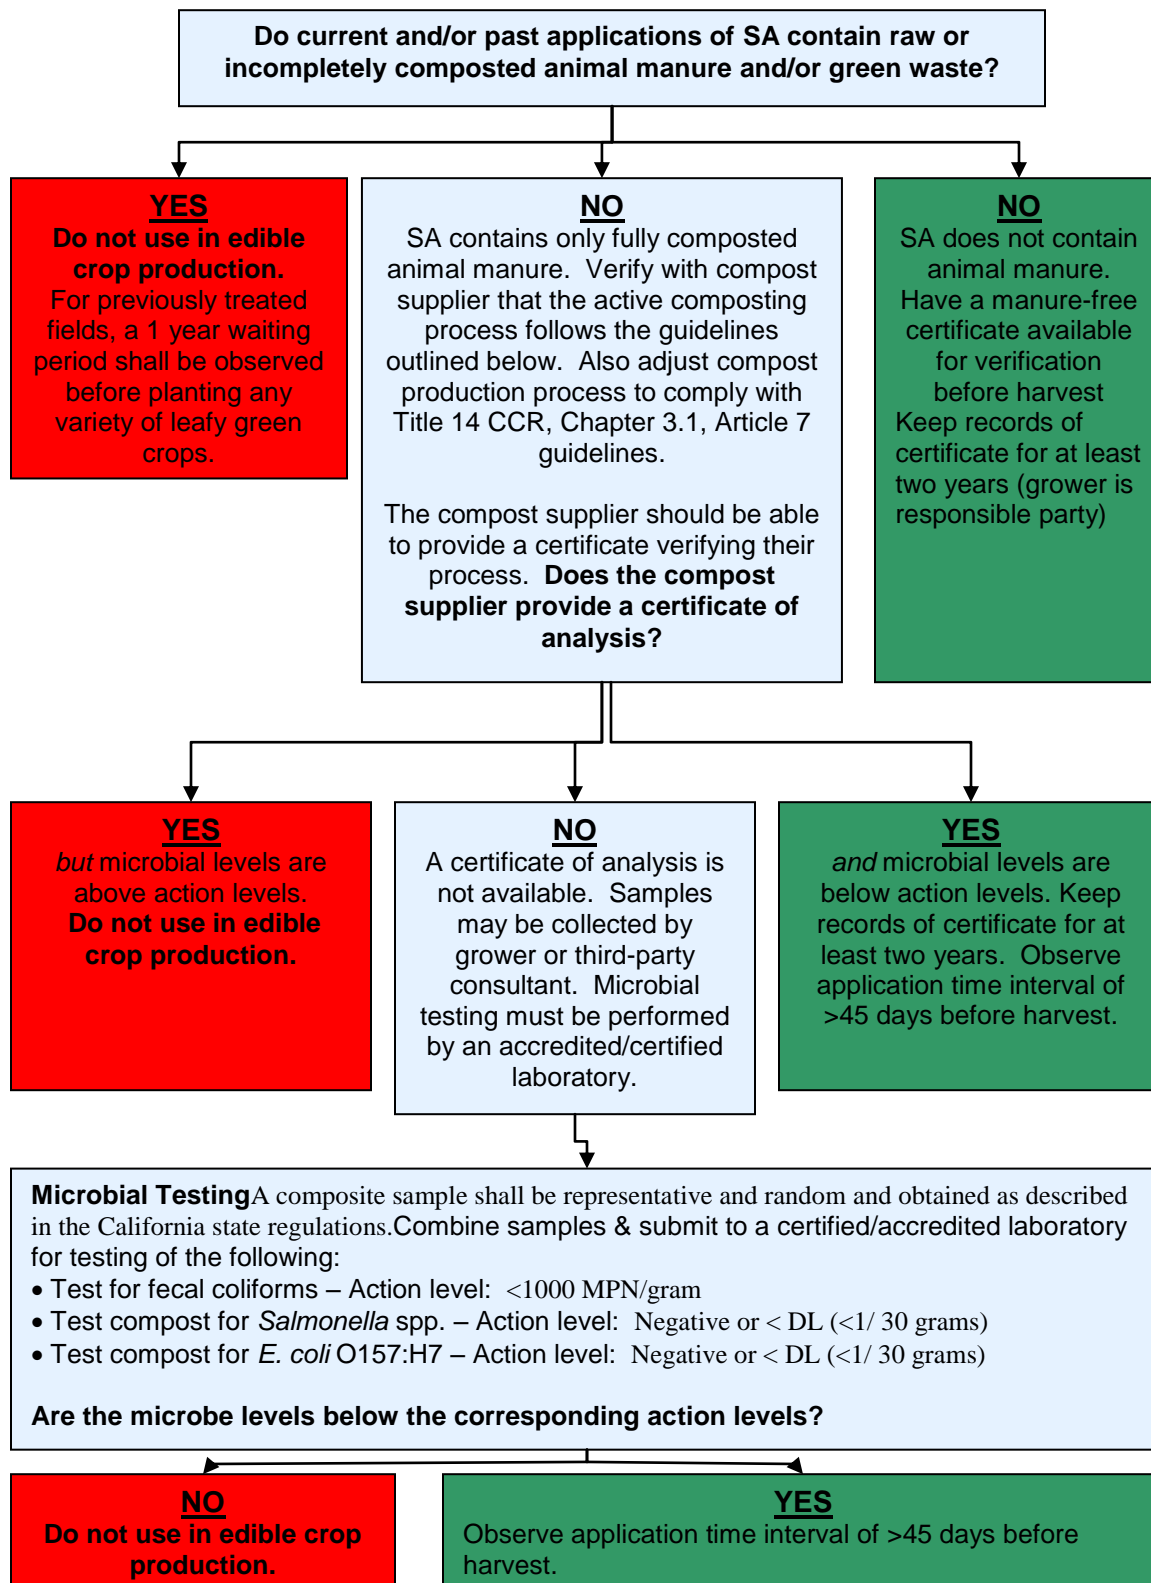 Do current and/or past applications of SA contain raw or
incompletely composted animal manure and/or green waste?
YES
Do not use in edible
crop production.
For previously treated
fields, a 1 year waiting
period shall be observed
before planting any
variety of leafy green
crops.
NO
SA contains only fully composted
animal manure.  Verify with compost
supplier that the active composting
process follows the guidelines
outlined below.  Also adjust compost
production process to comply with
Title 14 CCR, Chapter 3.1, Article 7
guidelines.
The compost supplier should be able
to provide a certificate verifying their
process.  Does the compost
supplier provide a certificate of
analysis?
NO
SA does not contain
animal manure.
Have a manure-free
certificate available
for verification
before harvest
Keep records of
certificate for at least
two years (grower is
responsible party)
YES
but microbial levels are
above action levels.
Do not use in edible
crop production.
NO
A certificate of analysis is
not available.  Samples
may be collected by
grower or third-party
consultant.  Microbial
testing must be performed
by an accredited/certified
laboratory.
YES
and microbial levels are
below action levels. Keep
records of certificate for at
least two years.  Observe
application time interval of
>45 days before harvest.
Microbial TestingA composite sample shall be representative and random and obtained as described
in the California state regulations.Combine samples & submit to a certified/accredited laboratory
for testing of the following:
• Test for fecal coliforms – Action level:  <1000 MPN/gram
• Test compost for Salmonella spp. – Action level:  Negative or < DL (<1/ 30 grams)
• Test compost for E. coli O157:H7 – Action level:  Negative or < DL (<1/ 30 grams)
Are the microbe levels below the corresponding action levels?
NO
Do not use in edible crop
production.
YES
Observe application time interval of >45 days before
harvest.